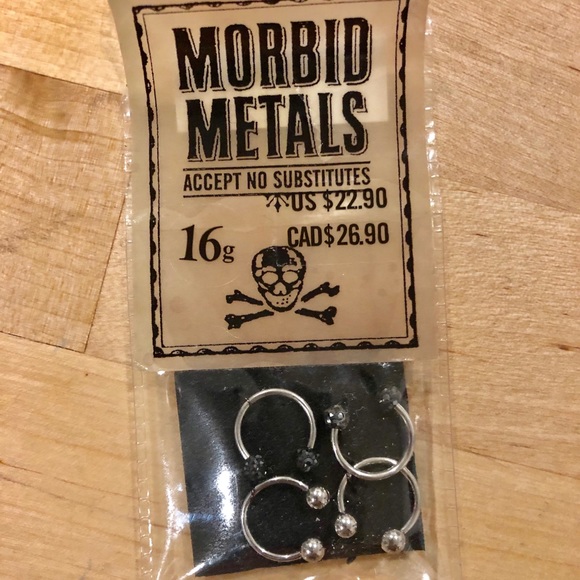 MORBID
METALS
ACCEPT NO SUBSTITUTES
US $22.90
16g
CAD$26.90